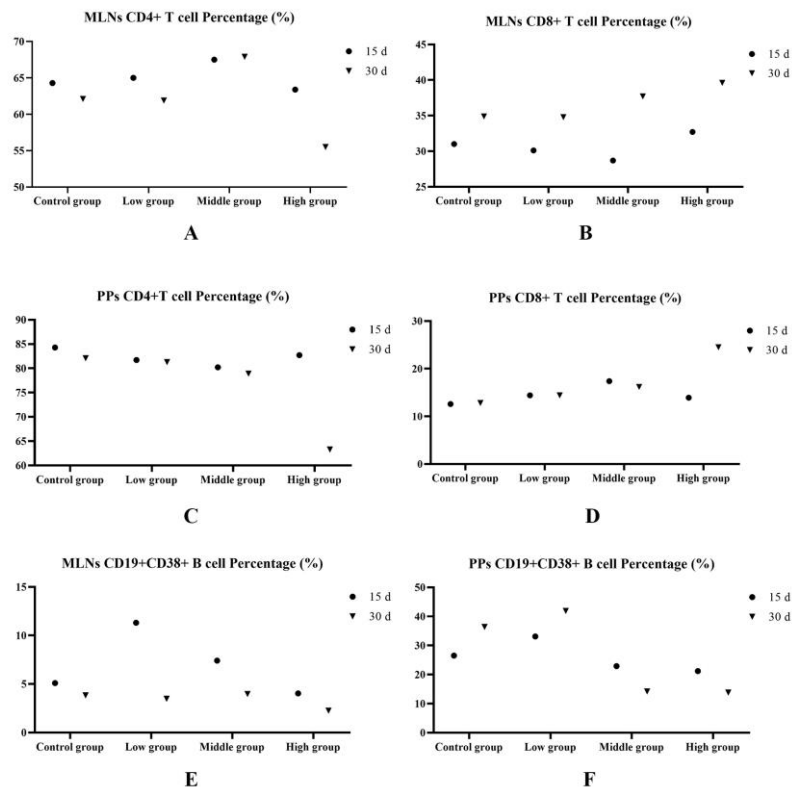 MLNs CD4+ T cell Percentage (%)
15 d
30 d
70
65
60
55
50
Control group Low group Middle group High group
A
MLNs CD8+ T cell Percentage (%)
15 d
30 d
45
40
35
30
25
Control group Low group Middle group High group
B
PPs CD4+T cell Percentage (%)
15 d
30 d
90
85
80
75
70
65
60
Control group Low group Middle group High group
C
PPs CD8+ T cell Percentage (%)
15 d
30 d
30
20
10
0
Control group Low group Middle group High group
D
MLNs CD19+CD38+ B cell Percentage (%)
15 d
30 d
15
10
5
0
Control group Low group Middle group High group
E
PPs CD19+CD38+ B cell Percentage (%)
15 d
30 d
50
40
30
20
10
0
Control group Low group Middle group High group
F